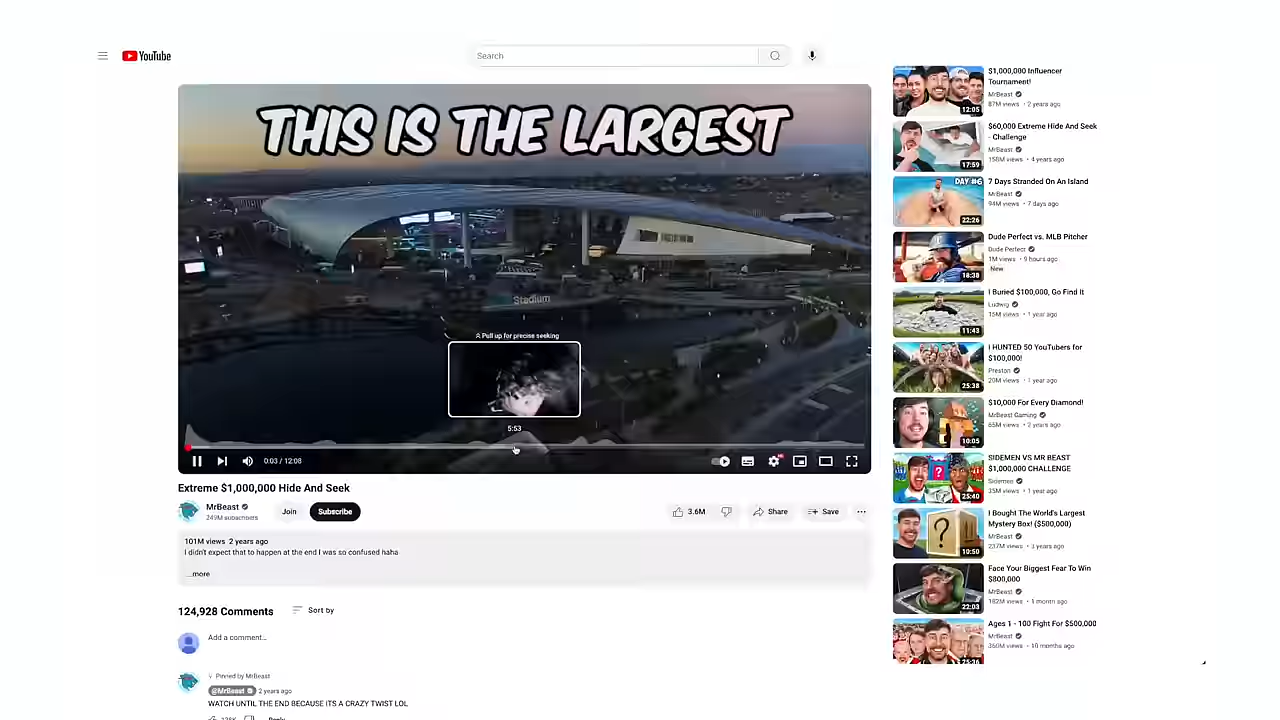 YouTube
Search
THIS IS THE LARGEST
Stadium
Pull up for precise seeking
5:53
0:03 / 12:08
Extreme $1,000,000 Hide And Seek
MrBeast
249M subscribers
Join
Subscribe
3.6M
Share
Save
101M views 2 years ago
I didn't expect that to happen at the end I was so confused haha
...more
124,928 Comments
Sort by
Add a comment...
Pinned by MrBeast
@MrBeast
2 years ago
WATCH UNTIL THE END BECAUSE ITS A CRAZY TWIST LOL
Reply
12:05
$1,000,000 Influencer
Tournament!
MrBeast
87M views • 2 years ago
17:59
$60,000 Extreme Hide And Seek
- Challenge
MrBeast
158M views • 4 years ago
DAY #6
22:26
7 Days Stranded On An Island
MrBeast
94M views • 7 days ago
18:38
Dude Perfect vs. MLB Pitcher
Dude Perfect
1M views • 9 hours ago
New
11:43
I Buried $100,000, Go Find It
Ludwig
15M views • 1 year ago
25:38
I HUNTED 50 YouTubers for
$100,000!
Preston
20M views • 1 year ago
10:05
$10,000 For Every Diamond!
MrBeast Gaming
65M views • 2 years ago
25:40
SIDEMEN VS MR BEAST
$1,000,000 CHALLENGE
Sidemen
35M views • 1 year ago
10:50
I Bought The World's Largest
Mystery Box! ($500,000)
MrBeast
237M views • 3 years ago
22:03
Face Your Biggest Fear To Win
$800,000
MrBeast
182M views • 1 month ago
25:36
Ages 1 - 100 Fight For $500,000
MrBeast
360M views • 10 months ago